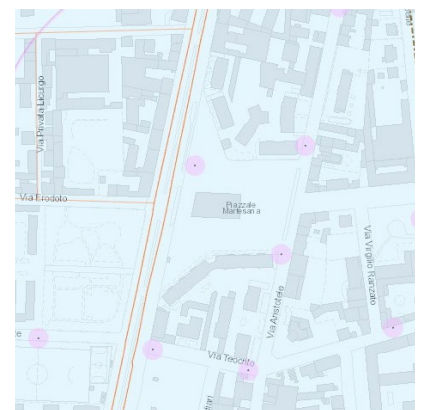 Via Privata Licurgo
Via Erodoto
Piazzale
Martesana
Via Virgilio Ranzato
Via Aristotele
Via Teocrito